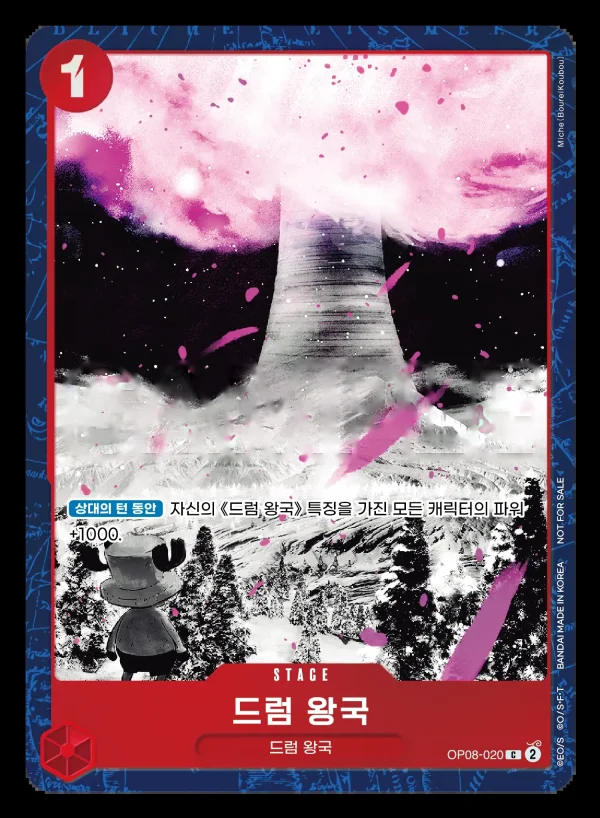 1
상대의 턴 동안 자신의 《드럼 왕국》 특징을 가진 모든 캐릭터의 파워
+1000.
STAGE
드럼 왕국
드럼 왕국
OP08-020 C 2
Miche(BoureiKoubou)
©EO/S ©O/S·F·T BANDAI MADE IN KOREA NOT FOR SALE